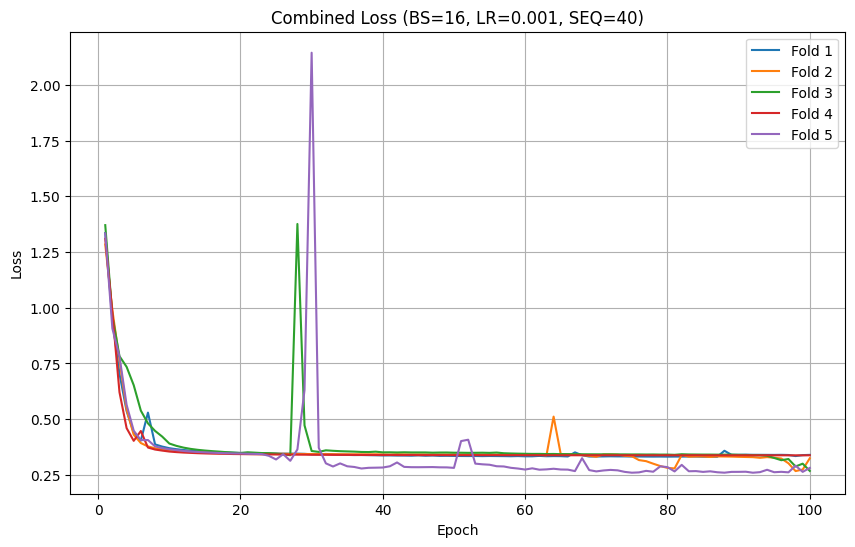 Combined Loss (BS=16, LR=0.001, SEQ=40)
Fold 1
Fold 2
Fold 3
Fold 4
Fold 5
Loss
2.00
1.75
1.50
1.25
1.00
0.75
0.50
0.25
0 20 40 60 80 100
Epoch